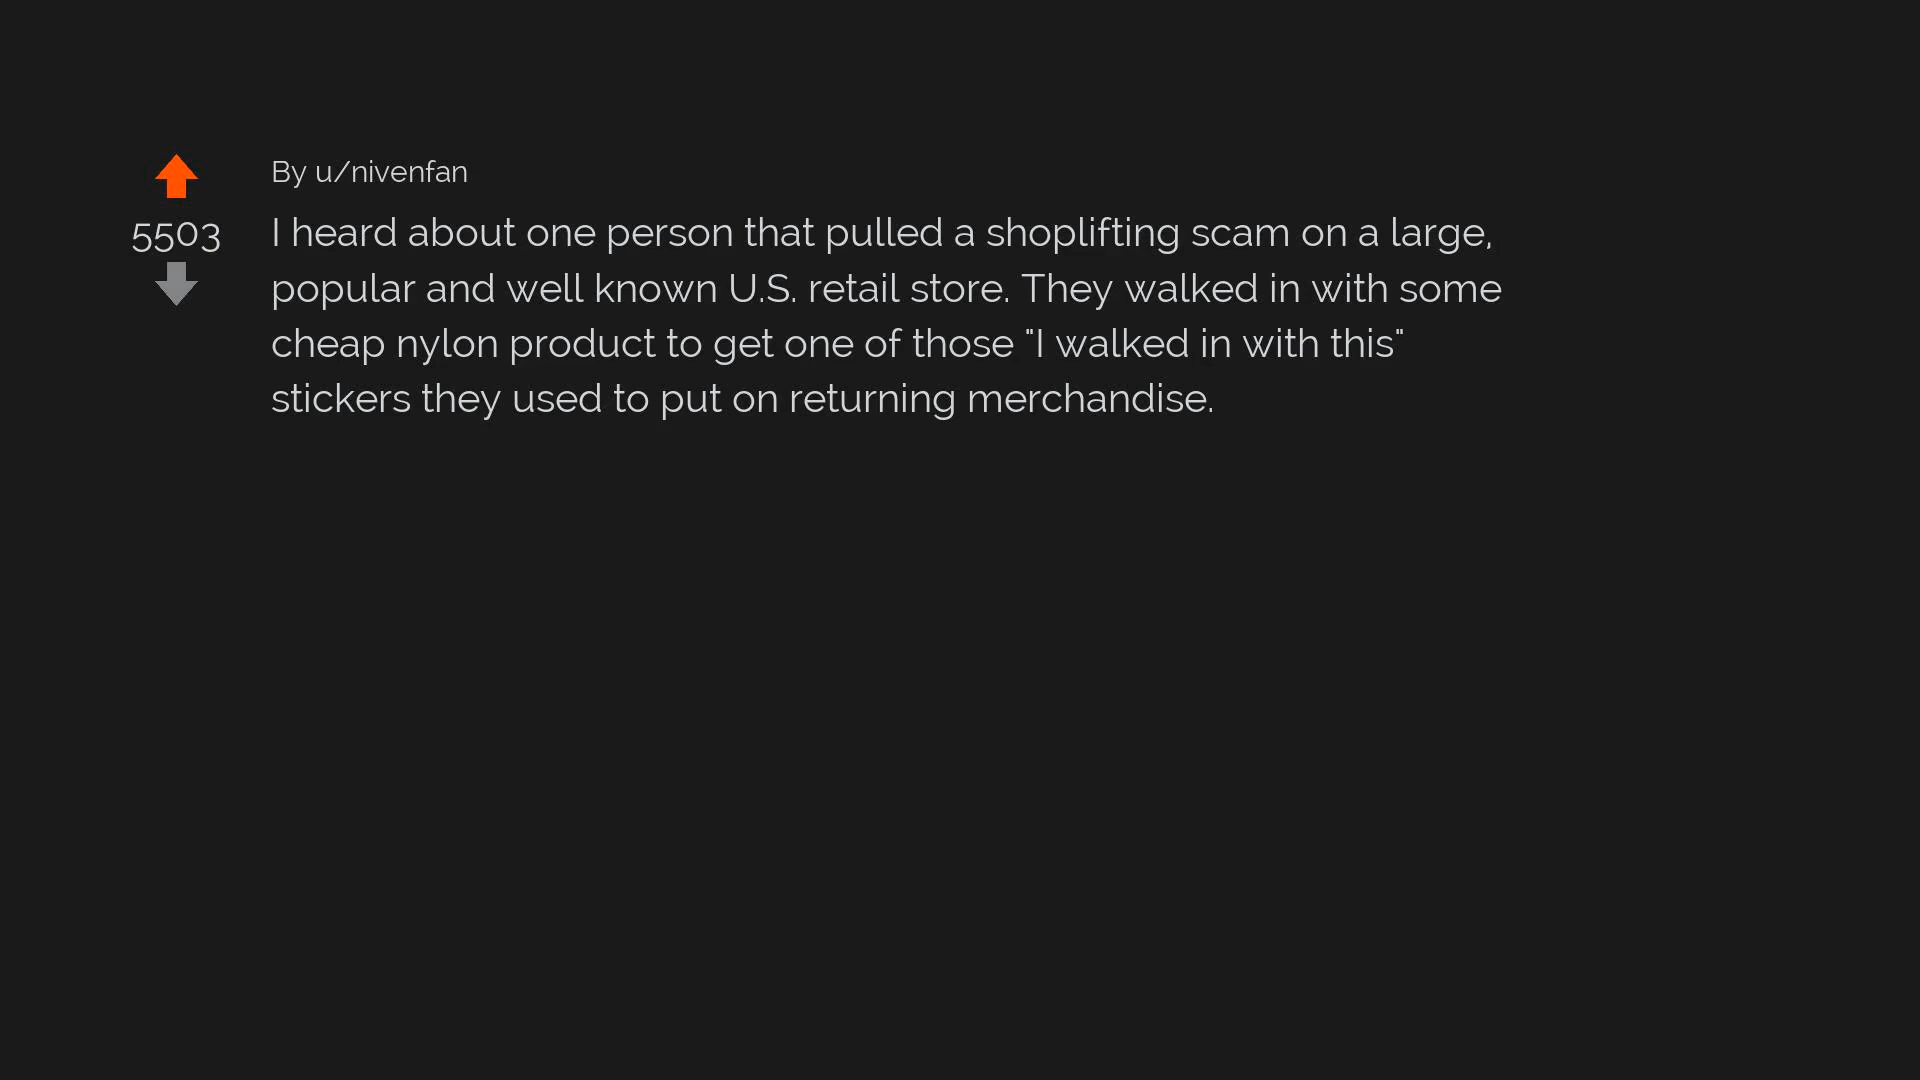 By u/nivenfan
5503
I heard about one person that pulled a shoplifting scam on a large,
popular and well known U.S. retail store. They walked in with some
cheap nylon product to get one of those "I walked in with this"
stickers they used to put on returning merchandise.